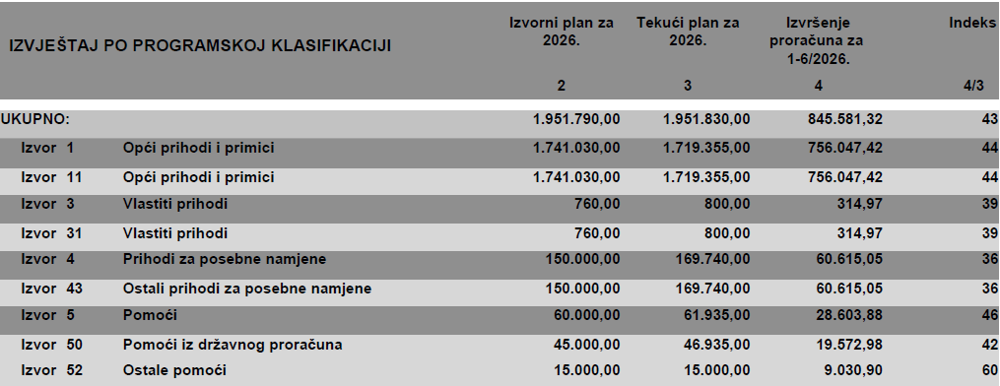 IZVJEŠTAJ PO PROGRAMSKOJ KLASIFIKACIJI
Izvorni plan za 2026. Tekući plan za 2026. Izvršenje proračuna za 1-6/2026. Indeks
2 3 4 4/3
UKUPNO: 1.951.790,00 1.951.830,00 845.581,32 43
Izvor 1 Opći prihodi i primici 1.741.030,00 1.719.355,00 756.047,42 44
Izvor 11 Opći prihodi i primici 1.741.030,00 1.719.355,00 756.047,42 44
Izvor 3 Vlastiti prihodi 760,00 800,00 314,97 39
Izvor 31 Vlastiti prihodi 760,00 800,00 314,97 39
Izvor 4 Prihodi za posebne namjene 150.000,00 169.740,00 60.615,05 36
Izvor 43 Ostali prihodi za posebne namjene 150.000,00 169.740,00 60.615,05 36
Izvor 5 Pomoći 60.000,00 61.935,00 28.603,88 46
Izvor 50 Pomoći iz državnog proračuna 45.000,00 46.935,00 19.572,98 42
Izvor 52 Ostale pomoći 15.000,00 15.000,00 9.030,90 60